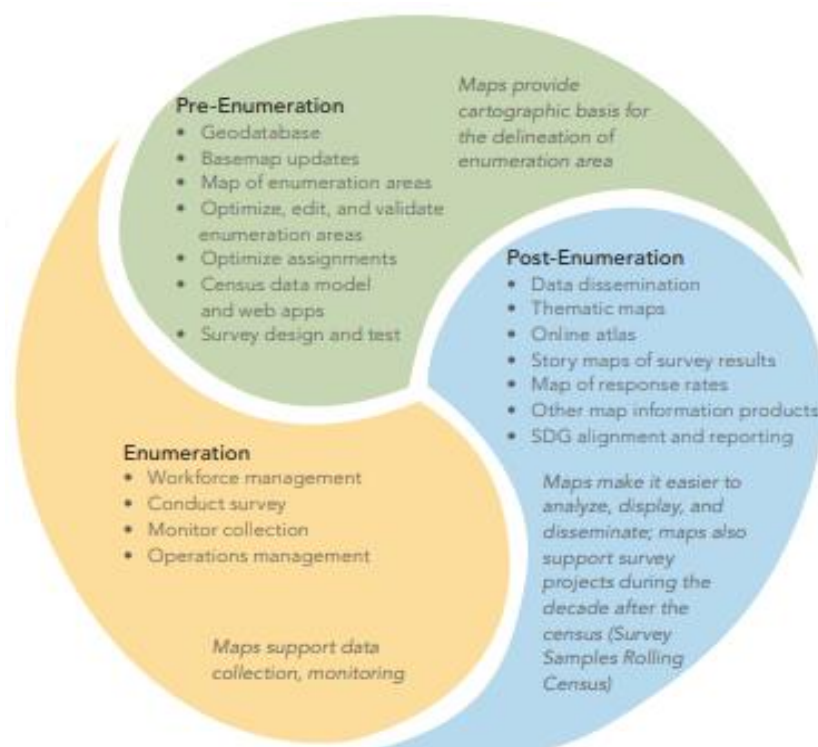 Pre-Enumeration
• Geodatabase
• Basemap updates
• Map of enumeration areas
• Optimize, edit, and validate
enumeration areas
• Optimize assignments
• Census data model
and web apps
• Survey design and test
Maps provide
cartographic basis for
the delineation of
enumeration area
Post-Enumeration
• Data dissemination
• Thematic maps
• Online atlas
• Story maps of survey results
• Map of response rates
• Other map information products
• SDG alignment and reporting
Maps make it easier to
analyze, display, and
disseminate; maps also
support survey
projects during the
decade after the
census (Survey
Samples Rolling
Census)
Enumeration
• Workforce management
• Conduct survey
• Monitor collection
• Operations management
Maps support data
collection, monitoring